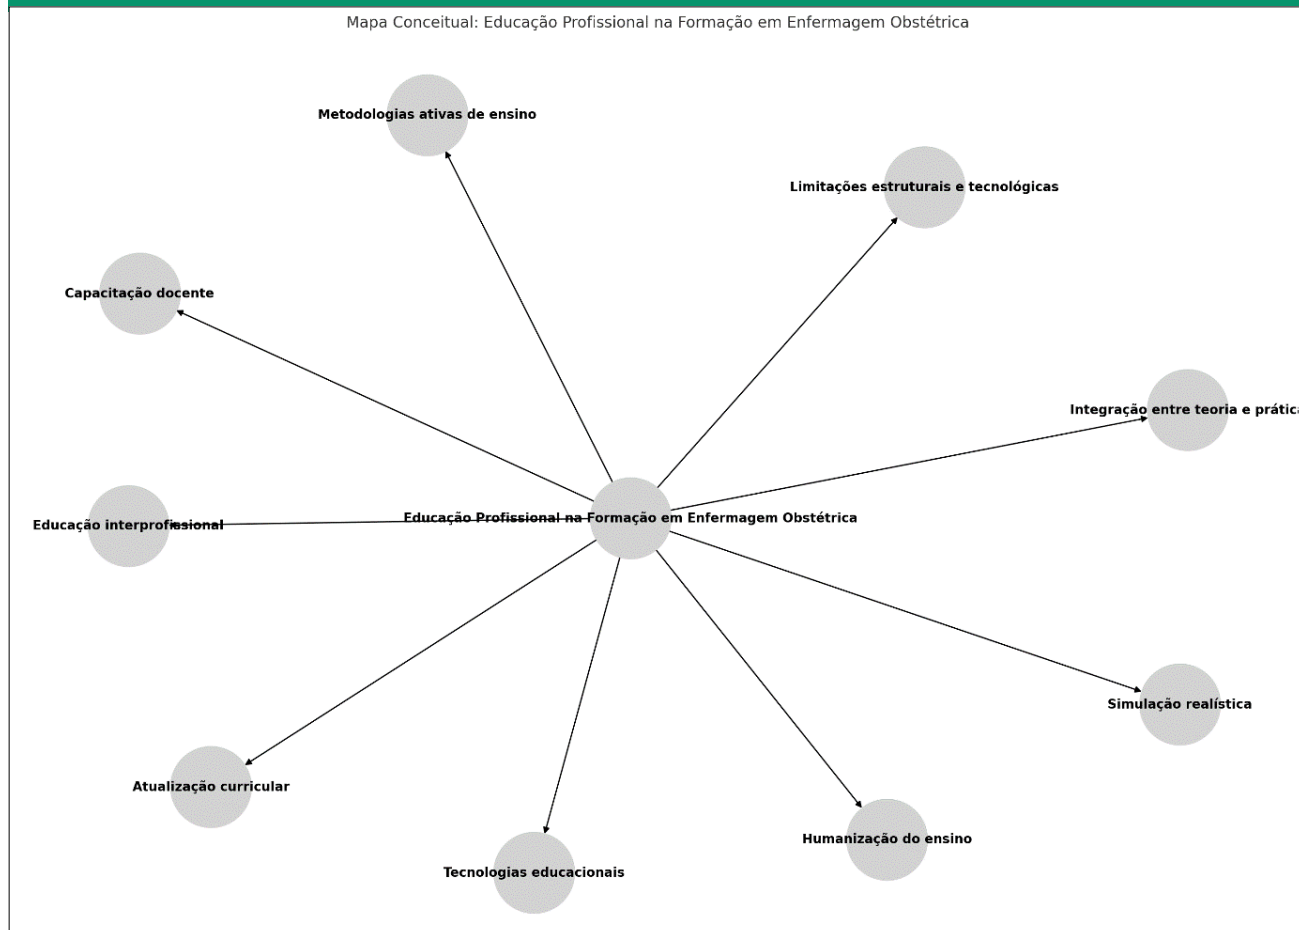 Mapa Conceitual: Educação Profissional na Formação em Enfermagem Obstétrica
Metodologias ativas de ensino
Limitações estruturais e tecnológicas
Capacitação docente
Integração entre teoria e prática
Educação Profissional na Formação em Enfermagem Obstétrica
Educação interprofissional
Simulação realística
Atualização curricular
Humanização do ensino
Tecnologias educacionais